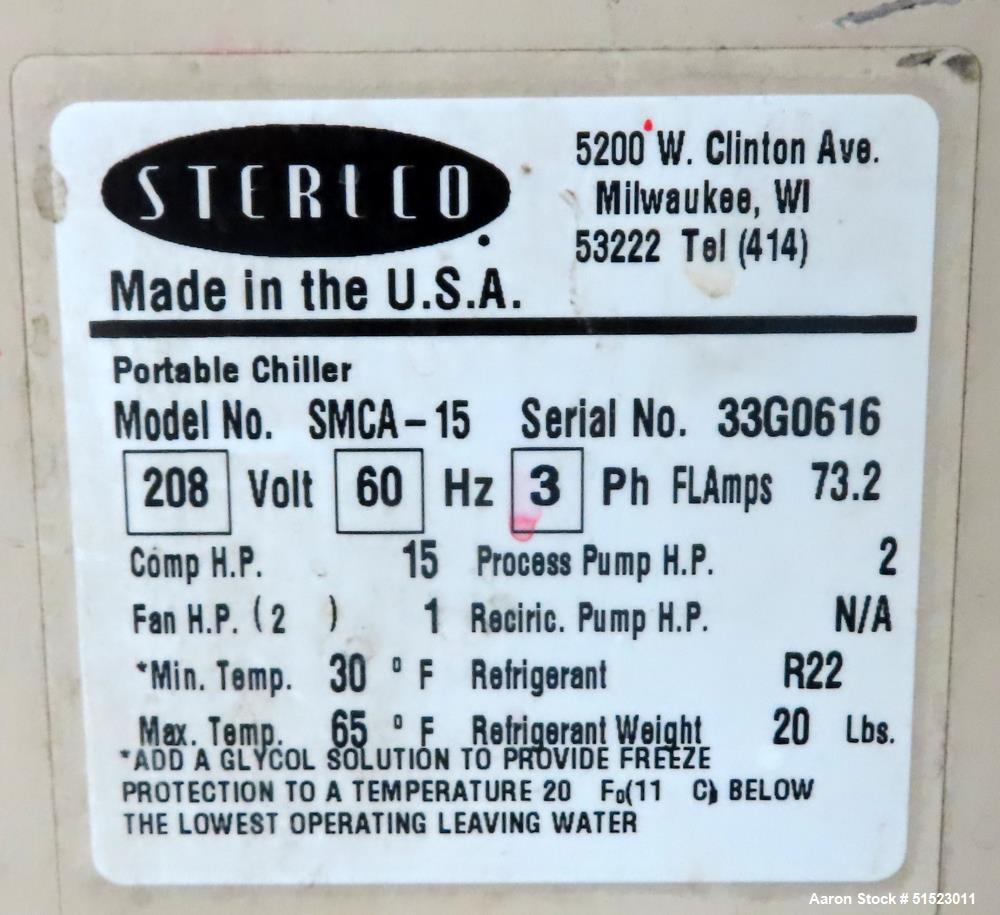 STERLCO
5200 W. Clinton Ave.
Milwaukee, WI
53222 Tel (414)
Made in the U.S.A.
Portable Chiller
Model No. SMCA-15 Serial No. 33G0616
208 Volt 60 Hz 3 Ph FLAmps 73.2
Comp H.P. 15 Process Pump H.P. 2
Fan H.P. (2 ) 1 Reciric. Pump H.P. N/A
*Min. Temp. 30 ° F Refrigerant R22
Max. Temp. 65 ° F Refrigerant Weight 20 Lbs.
*ADD A GLYCOL SOLUTION TO PROVIDE FREEZE
PROTECTION TO A TEMPERATURE 20 F°(11 C) BELOW
THE LOWEST OPERATING LEAVING WATER
Aaron Stock # 51523011